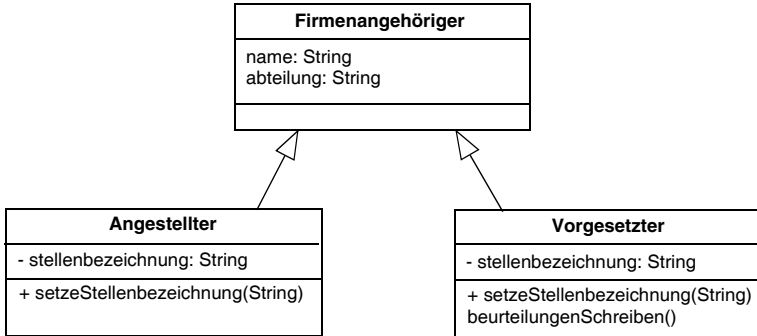 Firmenangehöriger
name: String
abteilung: String
Angestellter
- stellenbezeichnung: String
+ setzeStellenbezeichnung(String)
Vorgesetzter
- stellenbezeichnung: String
+ setzeStellenbezeichnung(String)
beurteilungenSchreiben()